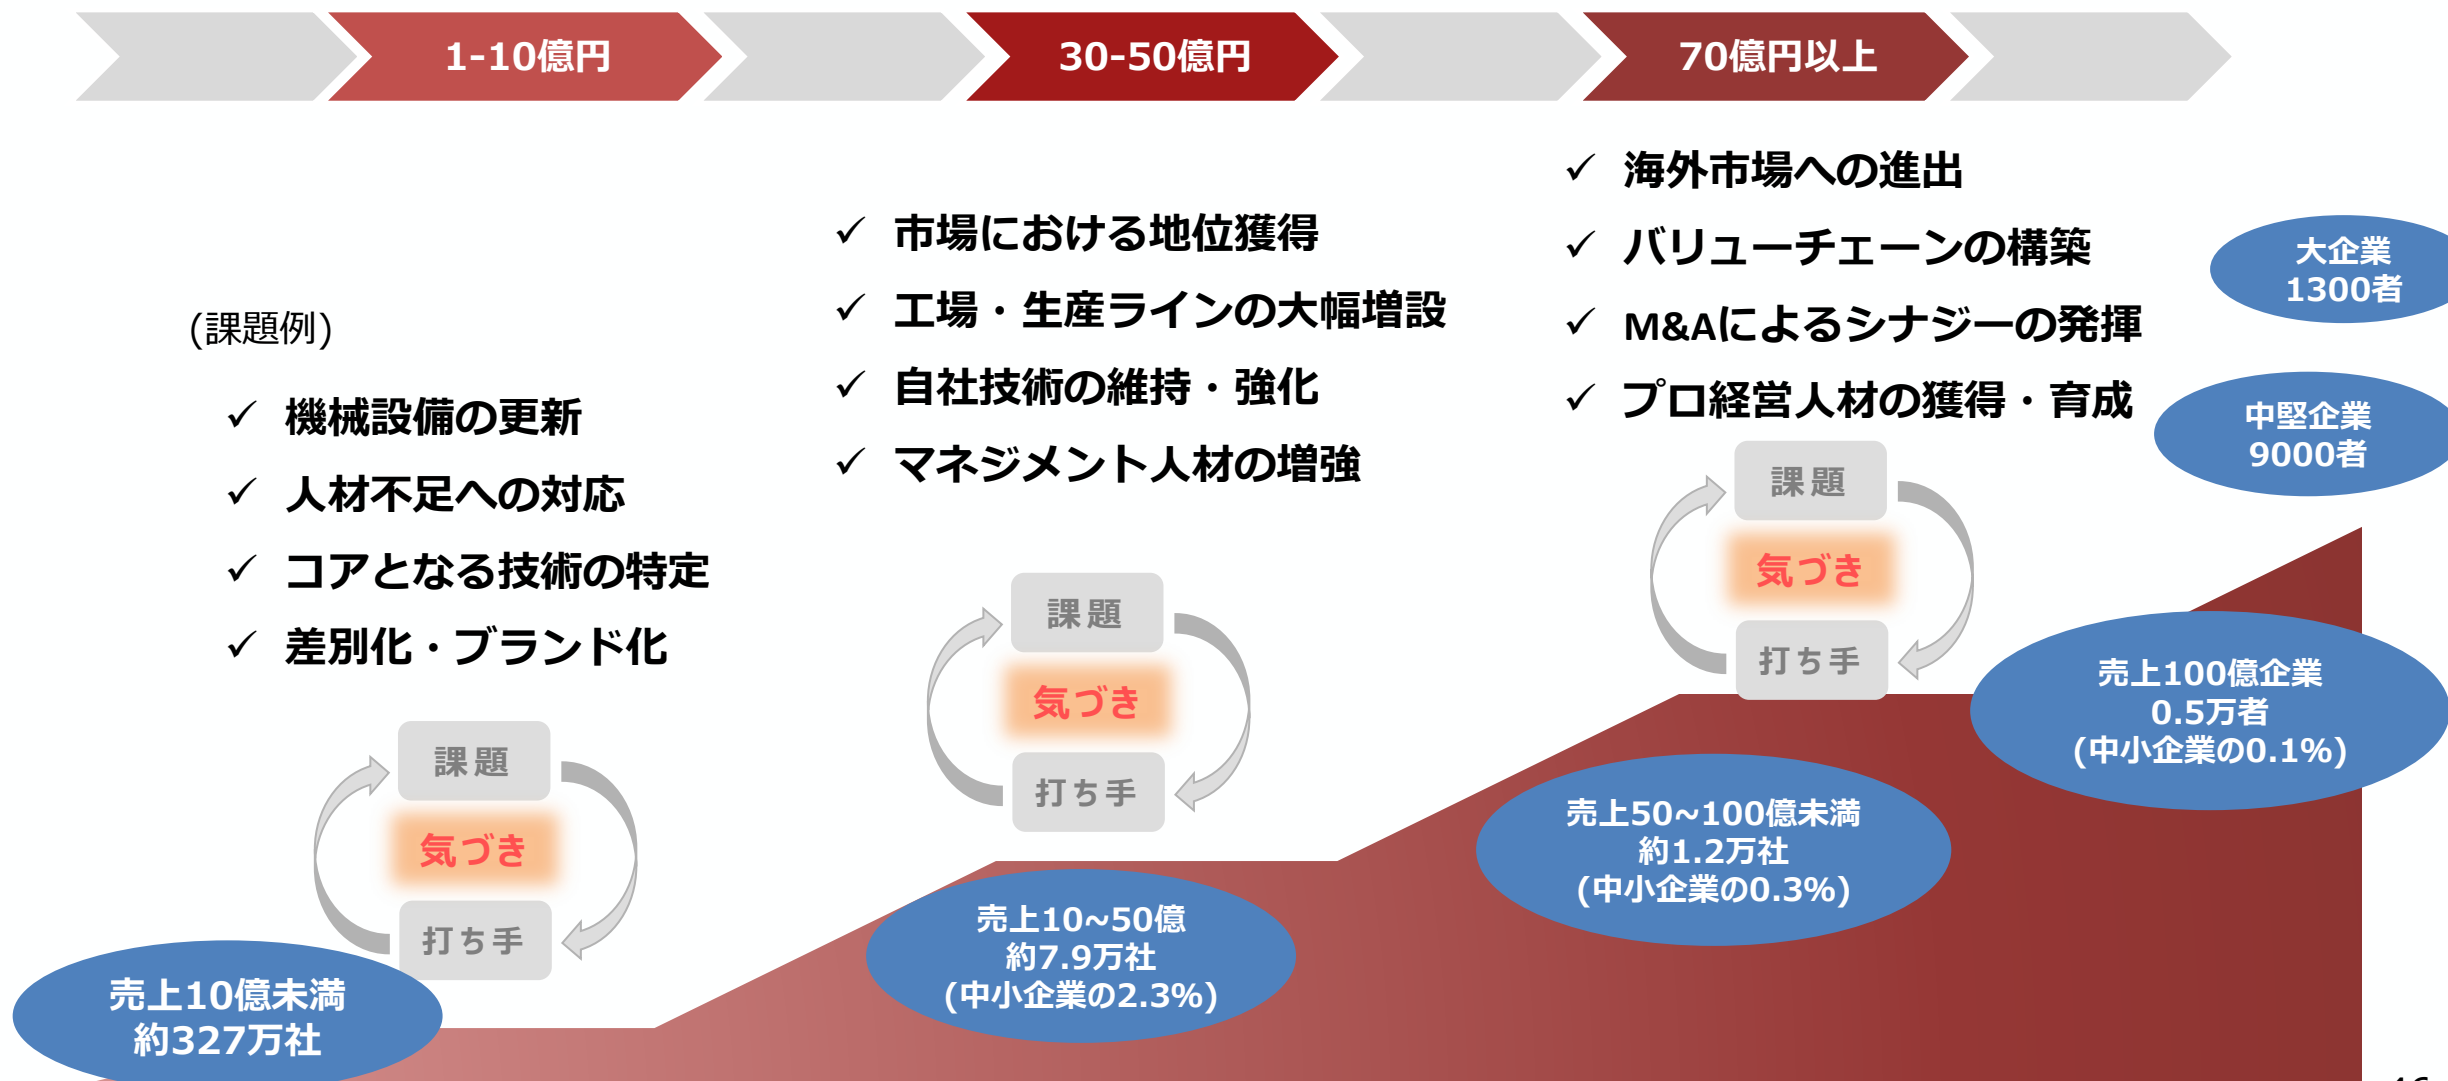 1-10億円
30-50億円
70億円以上
(課題例)
✓ 機械設備の更新
✓ 人材不足への対応
✓ コアとなる技術の特定
✓ 差別化・ブランド化
課題
気づき
打ち手
売上10億未満
約327万社
✓ 市場における地位獲得
✓ 工場・生産ラインの大幅増設
✓ 自社技術の維持・強化
✓ マネジメント人材の増強
課題
気づき
打ち手
売上10~50億
約7.9万社
(中小企業の2.3%)
✓ 海外市場への進出
✓ バリューチェーンの構築
✓ M&Aによるシナジーの発揮
✓ プロ経営人材の獲得・育成
課題
気づき
打ち手
売上50~100億未満
約1.2万社
(中小企業の0.3%)
大企業
1300者
中堅企業
9000者
売上100億企業
0.5万者
(中小企業の0.1%)